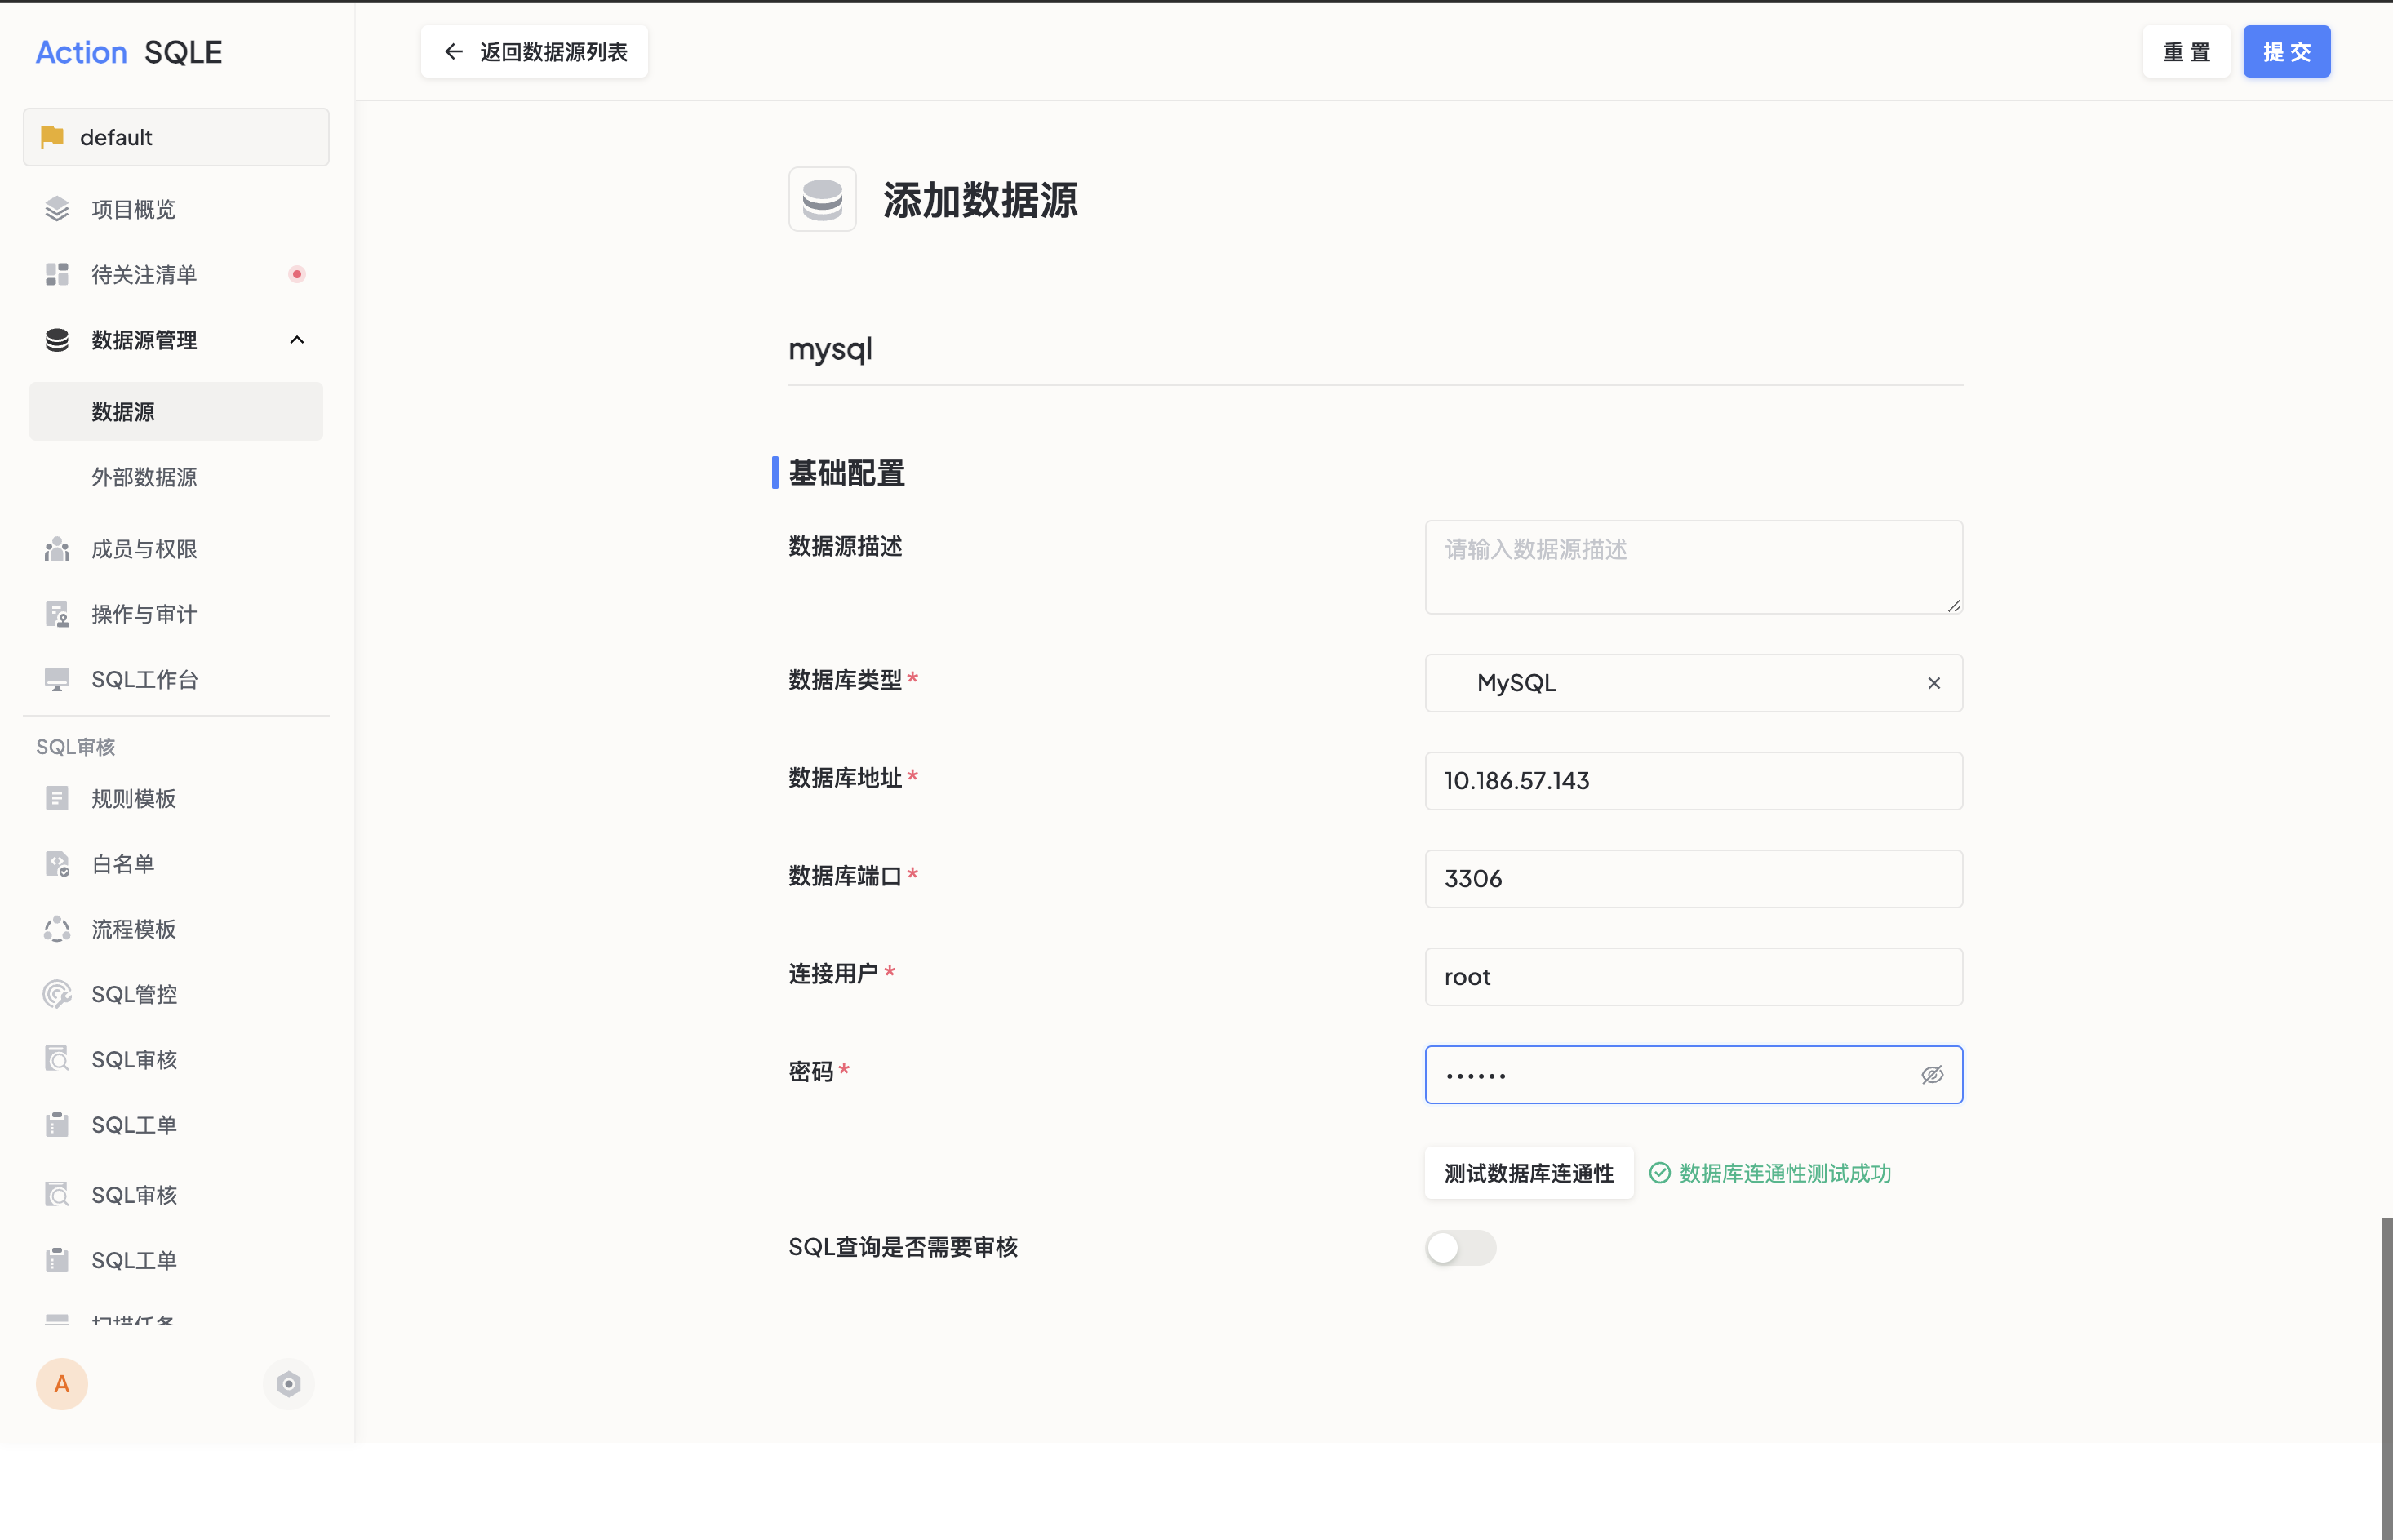 Action SQLE
default
项目概览
待关注清单
数据源管理
数据源
外部数据源
成员与权限
操作与审计
SQL工作台
SQL审核
规则模板
白名单
流程模板
SQL管控
SQL审核
SQL工单
SQL审核
SQL工单
扫描任务
A
返回数据源列表
重 置
提 交
添加数据源
mysql
基础配置
数据源描述
请输入数据源描述
数据库类型*
MySQL
数据库地址*
10.186.57.143
数据库端口*
3306
连接用户*
root
密码*
••••••
测试数据库连通性
数据库连通性测试成功
SQL查询是否需要审核